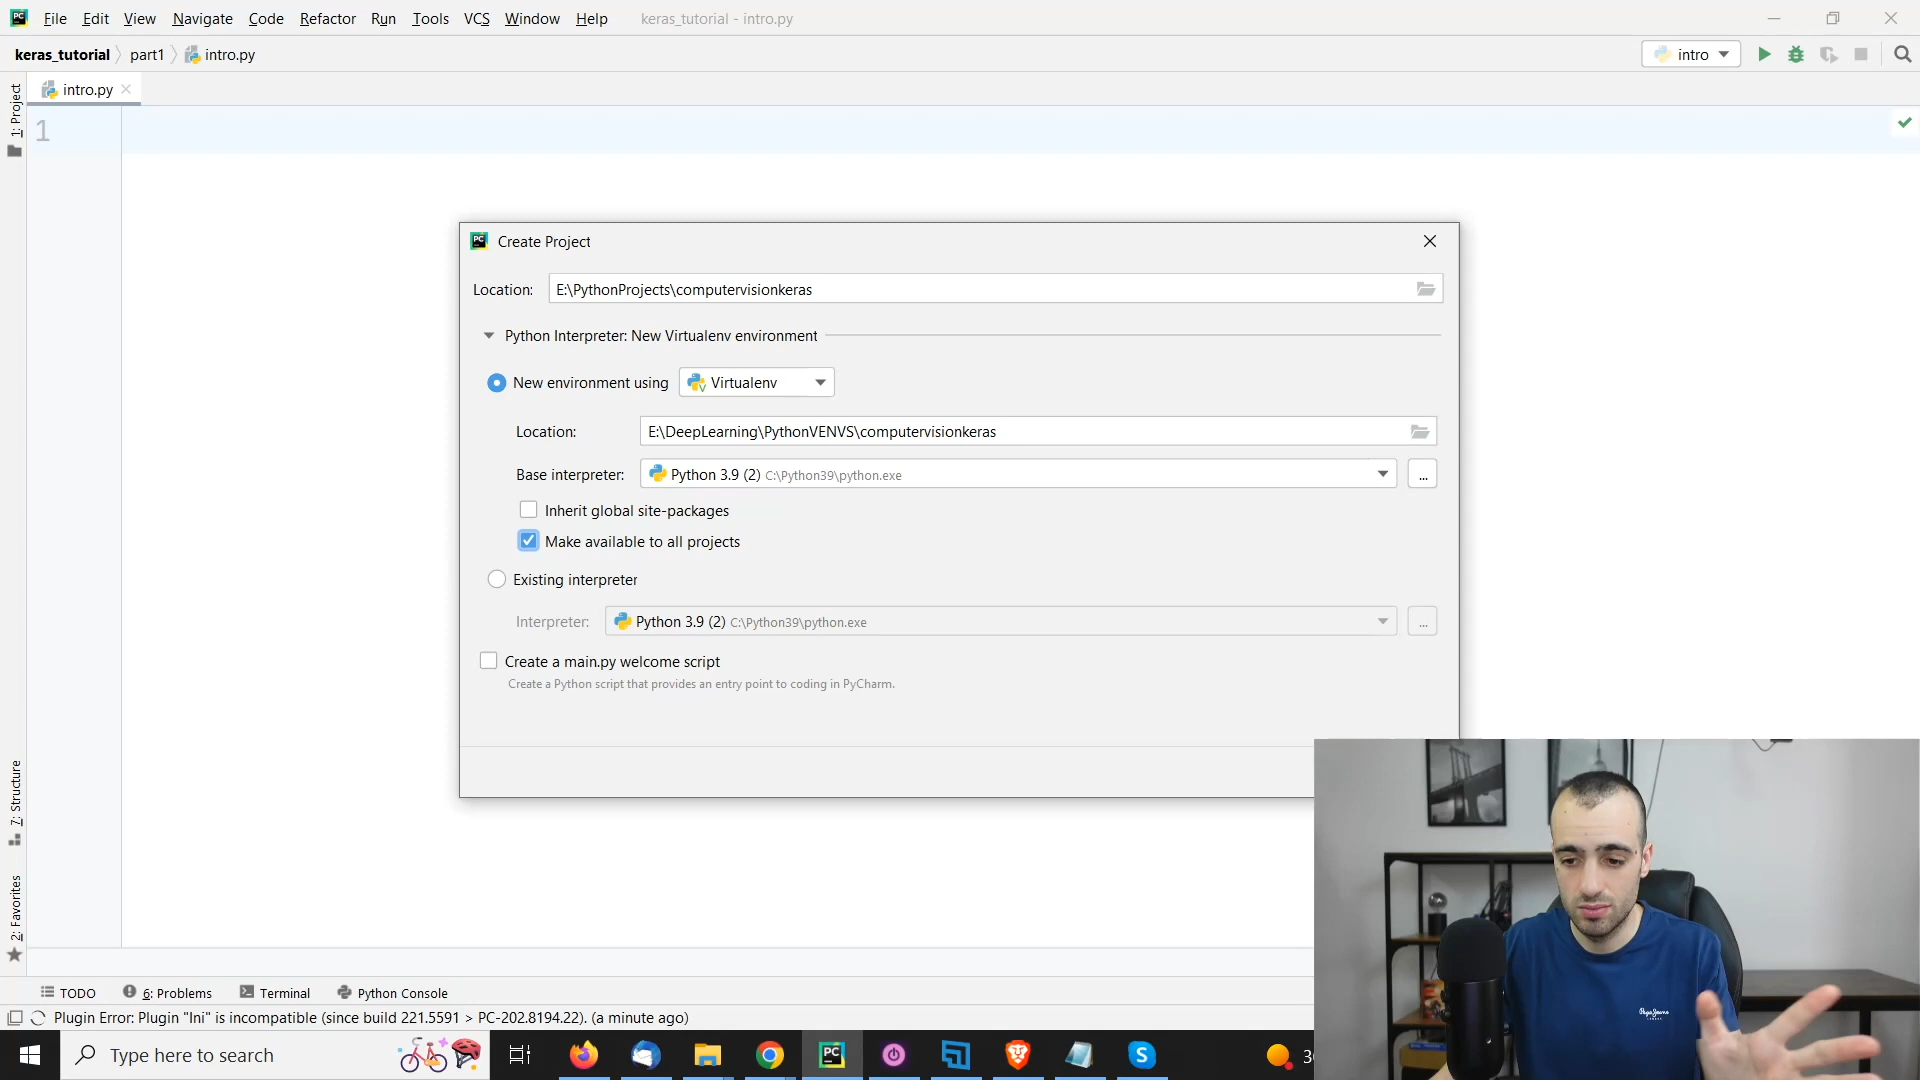 File Edit View Navigate Code Refactor Run Tools VCS Window Help keras_tutorial - intro.py
keras_tutorial part1 intro.py intro
intro.py
1
1: Project
Create Project
Location: E:\PythonProjects\computervisionkeras
Python Interpreter: New Virtualenv environment
New environment using Virtualenv
Location: E:\DeepLearning\PythonVENVS\computervisionkeras
Base interpreter: Python 3.9 (2) C:\Python39\python.exe ...
Inherit global site-packages
Make available to all projects
Existing interpreter
Interpreter: Python 3.9 (2) C:\Python39\python.exe ...
Create a main.py welcome script
Create a Python script that provides an entry point to coding in PyCharm.
7: Structure
2: Favorites
TODO 6: Problems Terminal Python Console
Plugin Error: Plugin "Ini" is incompatible (since build 221.5591 > PC-202.8194.22). (a minute ago)
Type here to search
Pepe Jeans